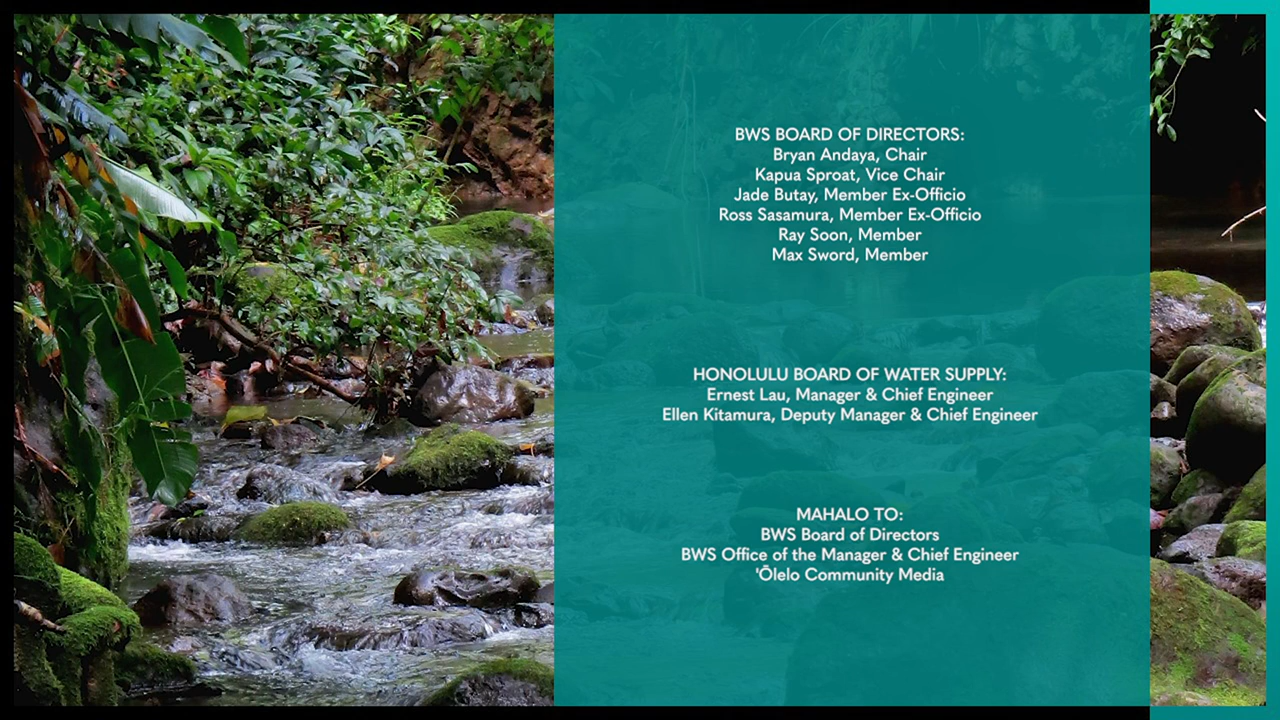 BWS BOARD OF DIRECTORS:
Bryan Andaya, Chair
Kapua Sproat, Vice Chair
Jade Butay, Member Ex-Officio
Ross Sasamura, Member Ex-Officio
Ray Soon, Member
Max Sword, Member
HONOLULU BOARD OF WATER SUPPLY:
Ernest Lau, Manager & Chief Engineer
Ellen Kitamura, Deputy Manager & Chief Engineer
MAHALO TO:
BWS Board of Directors
BWS Office of the Manager & Chief Engineer
'Ōlelo Community Media